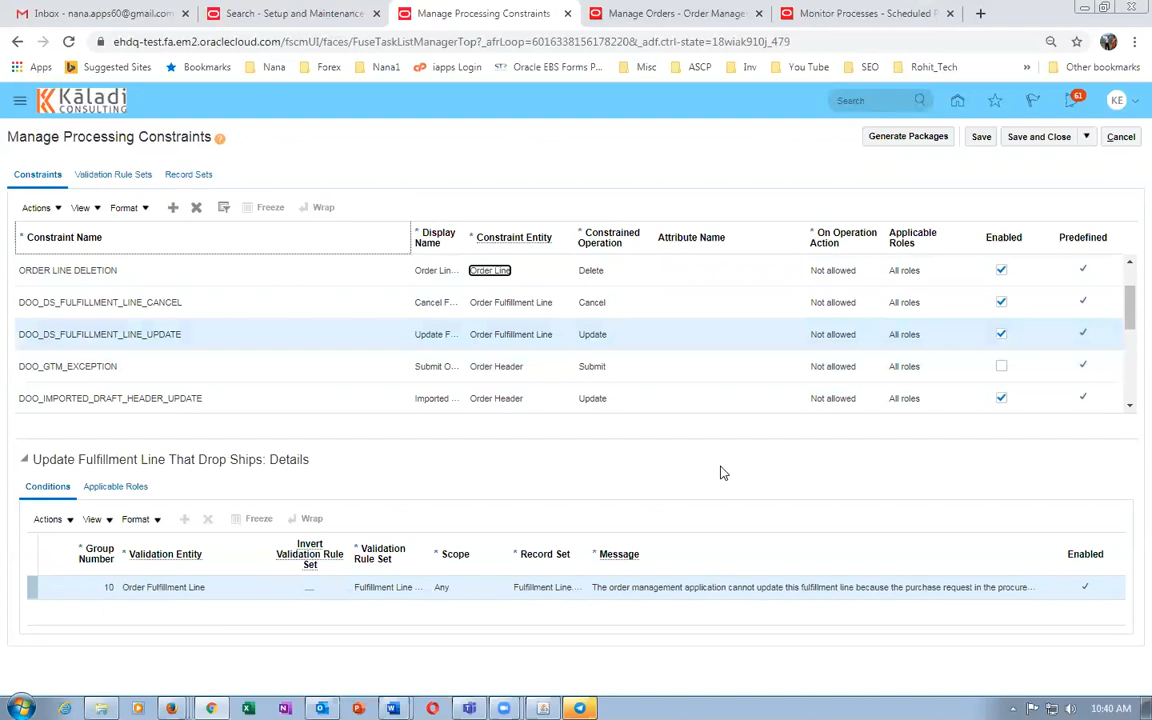 Inbox - nana.apps60@gmail.com
Search - Setup and Maintenance
Manage Processing Constraints
Manage Orders - Order Manage
Monitor Processes - Scheduled P
ehdq-test.fa.em2.oraclecloud.com/fscmUI/faces/FuseTaskListManagerTop?_afrLoop=6016338156178220&_adf.ctrl-state=18wiak910j_479
Apps
Suggested Sites
Bookmarks
Nana
Forex
Nana1
iapps Login
Oracle EBS Forms P...
Misc
ASCP
Inv
You Tube
SEO
Rohit_Tech
»
Other bookmarks
Kaladi
CONSULTING
Search
61
KE
Manage Processing Constraints
Generate Packages
Save
Save and Close
Cancel
Constraints
Validation Rule Sets
Record Sets
Actions
View
Format
Freeze
Wrap
* Constraint Name
* Display Name
* Constraint Entity
* Constrained Operation
Attribute Name
* On Operation Action
Applicable Roles
Enabled
Predefined
ORDER LINE DELETION Order Lin... Order Line Delete Not allowed All roles
DOO_DS_FULFILLMENT_LINE_CANCEL Cancel F... Order Fulfillment Line Cancel Not allowed All roles
DOO_DS_FULFILLMENT_LINE_UPDATE Update F... Order Fulfillment Line Update Not allowed All roles
DOO_GTM_EXCEPTION Submit O... Order Header Submit Not allowed All roles
DOO_IMPORTED_DRAFT_HEADER_UPDATE Imported ... Order Header Update Not allowed All roles
Update Fulfillment Line That Drop Ships: Details
Conditions
Applicable Roles
Actions
View
Format
Freeze
Wrap
* Group Number
* Validation Entity
Invert Validation Rule Set
* Validation Rule Set
* Scope
* Record Set
* Message
Enabled
10 Order Fulfillment Line Fulfillment Line ... Any Fulfillment Line... The order management application cannot update this fulfillment line because the purchase request in the procure...
10:40 AM